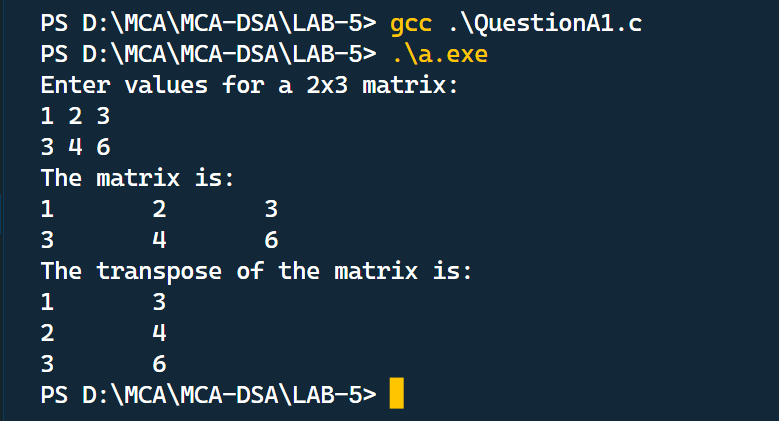 PS D:\MCA\MCA-DSA\LAB-5> gcc .\QuestionA1.c
PS D:\MCA\MCA-DSA\LAB-5> .\a.exe
Enter values for a 2x3 matrix:
1 2 3
3 4 6
The matrix is:
1       2       3
3       4       6
The transpose of the matrix is:
1       3
2       4
3       6
PS D:\MCA\MCA-DSA\LAB-5>